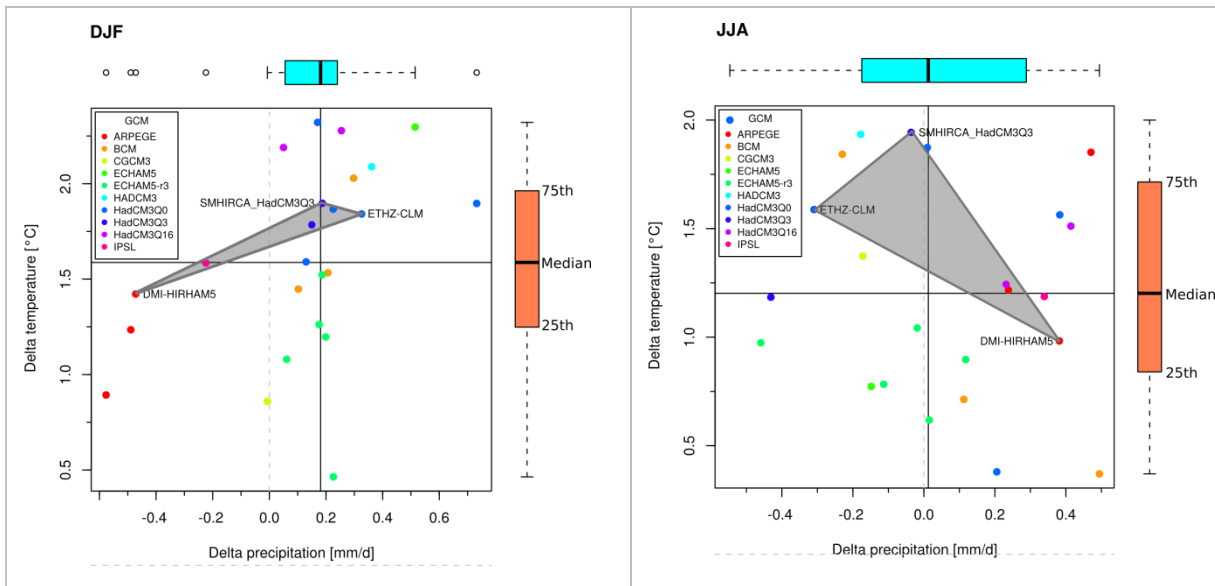 DJF
GCM
ARPEGE
BCM
CGCM3
ECHAM5
ECHAM5-r3
HADCM3
HadCM3Q0
HadCM3Q3
HadCM3Q16
IPSL
SMHIRCA_HadCM3Q3
ETHZ-CLM
DMI-HIRHAM5
2.0
1.5
1.0
0.5
Delta temperature [°C]
-0.4
-0.2
0.0
0.2
0.4
0.6
Delta precipitation [mm/d]
75th
Median
25th
JJA
GCM
ARPEGE
BCM
CGCM3
ECHAM5
ECHAM5-r3
HADCM3
HadCM3Q0
HadCM3Q3
HadCM3Q16
IPSL
SMHIRCA_HadCM3Q3
ETHZ-CLM
DMI-HIRHAM5
2.0
1.5
1.0
0.5
Delta temperature [°C]
-0.4
-0.2
0.0
0.2
0.4
Delta precipitation [mm/d]
75th
Median
25th